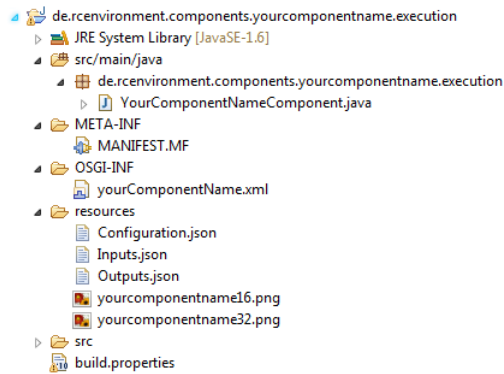 de.rcenvironment.components.yourcomponentname.execution
JRE System Library [JavaSE-1.6]
src/main/java
de.rcenvironment.components.yourcomponentname.execution
YourComponentNameComponent.java
META-INF
MANIFEST.MF
OSGI-INF
yourComponentName.xml
resources
Configuration.json
Inputs.json
Outputs.json
yourcomponentname16.png
yourcomponentname32.png
src
build.properties